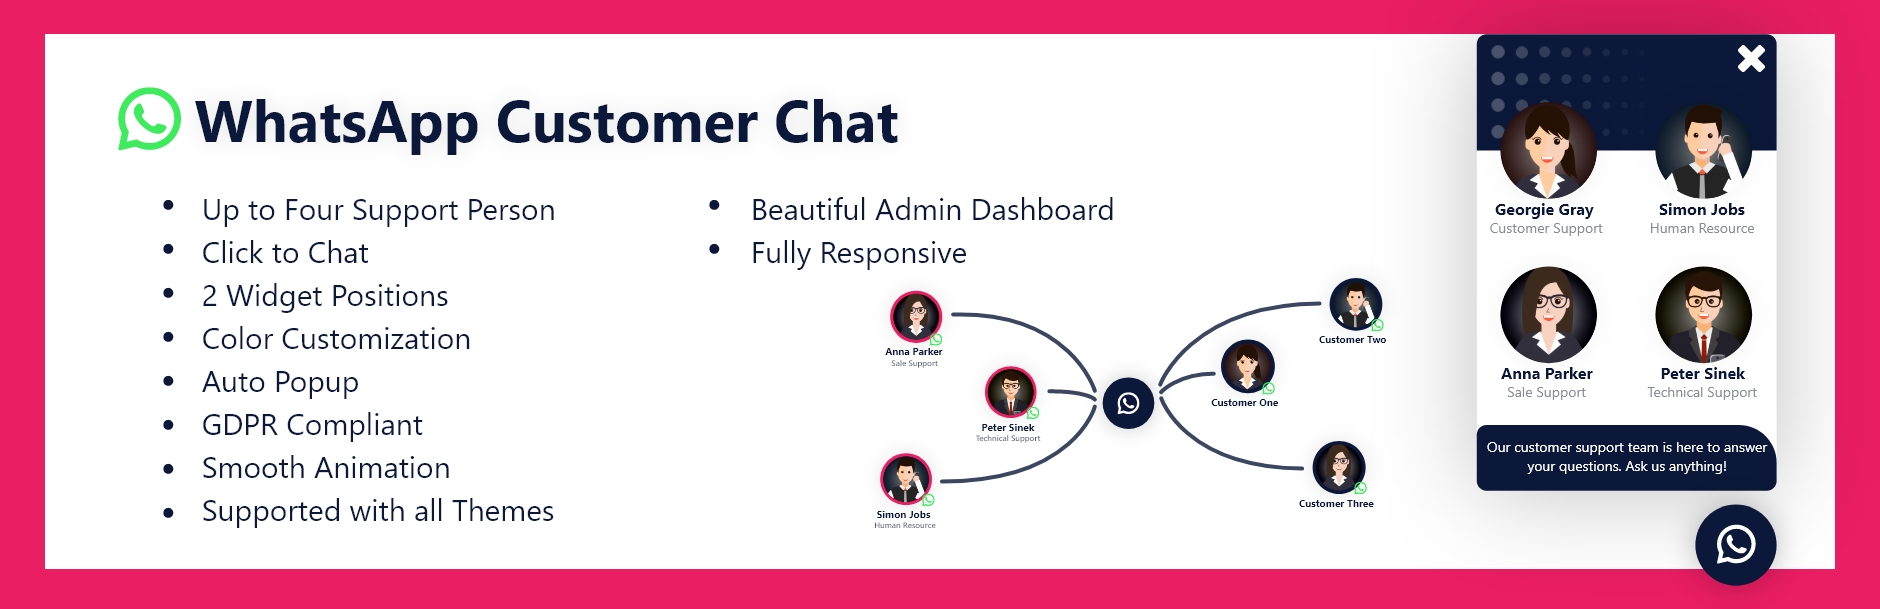 WhatsApp Customer Chat
Up to Four Support Person
Click to Chat
2 Widget Positions
Color Customization
Auto Popup
GDPR Compliant
Smooth Animation
Supported with all Themes
Beautiful Admin Dashboard
Fully Responsive
Anna Parker
Sale Support
Peter Sinek
Technical Support
Simon Jobs
Human Resource
Customer Two
Customer One
Customer Three
Georgie Gray
Customer Support
Simon Jobs
Human Resource
Anna Parker
Sale Support
Peter Sinek
Technical Support
Our customer support team is here to answer
your questions. Ask us anything!